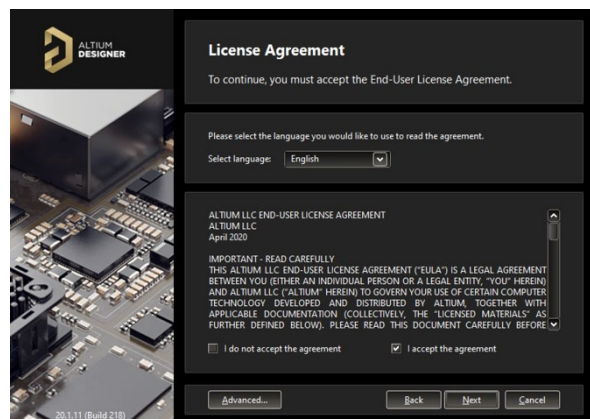 ALTIUM
DESIGNER
License Agreement
To continue, you must accept the End-User License Agreement.
Please select the language you would like to use to read the agreement.
Select language: English
ALTIUM LLC END-USER LICENSE AGREEMENT
ALTIUM LLC
April 2020
IMPORTANT - READ CAREFULLY
THIS ALTIUM LLC END-USER LICENSE AGREEMENT ("EULA") IS A LEGAL AGREEMENT
BETWEEN YOU (EITHER AN INDIVIDUAL PERSON OR A LEGAL ENTITY, "YOU" HEREIN)
AND ALTIUM LLC ("ALTIUM" HEREIN) TO GOVERN YOUR USE OF CERTAIN COMPUTER
TECHNOLOGY DEVELOPED AND DISTRIBUTED BY ALTIUM, TOGETHER WITH
APPLICABLE DOCUMENTATION (COLLECTIVELY, THE "LICENSED MATERIALS" AS
FURTHER DEFINED BELOW). PLEASE READ THIS DOCUMENT CAREFULLY BEFORE
I do not accept the agreement I accept the agreement
Advanced... Back Next Cancel
20.1.11 (Build 218)